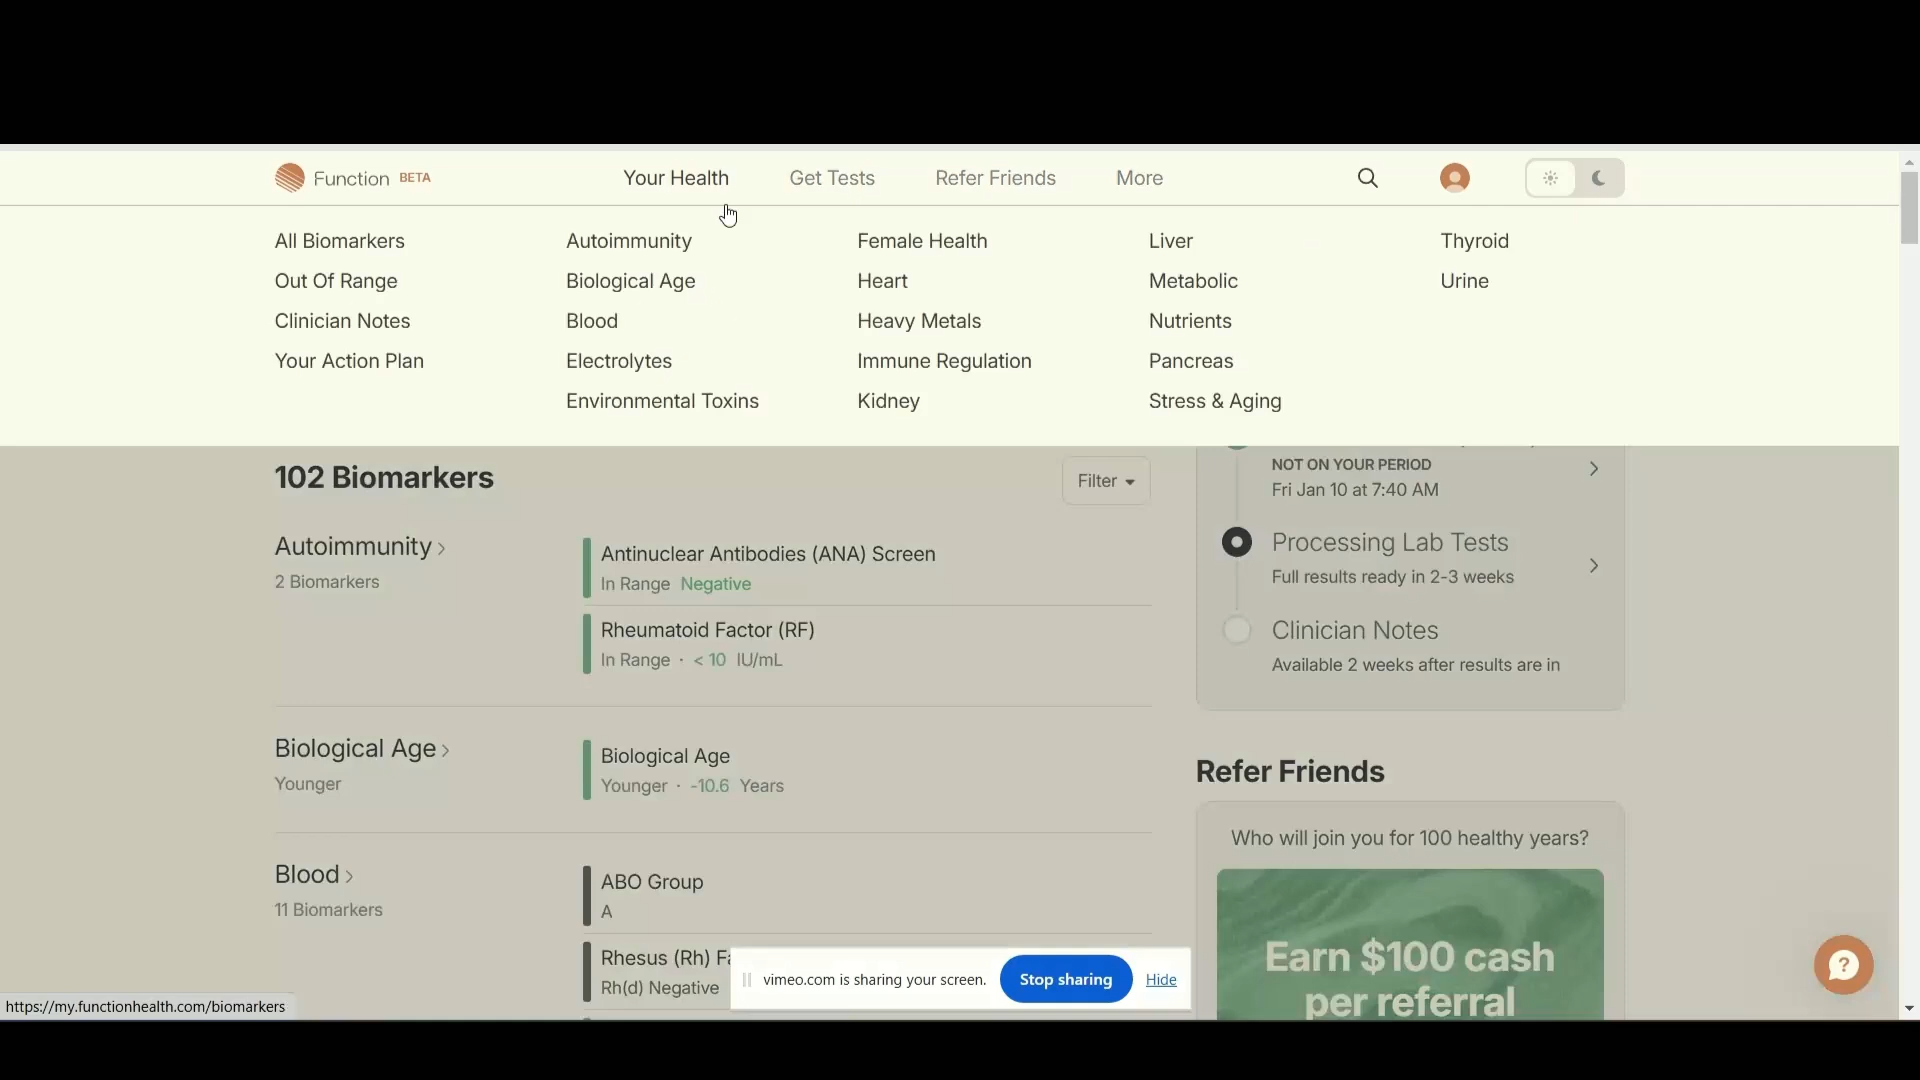 Function BETA
Your Health
Get Tests
Refer Friends
More
All Biomarkers
Out Of Range
Clinician Notes
Your Action Plan
Autoimmunity
Biological Age
Blood
Electrolytes
Environmental Toxins
Female Health
Heart
Heavy Metals
Immune Regulation
Kidney
Liver
Metabolic
Nutrients
Pancreas
Stress & Aging
Thyroid
Urine
102 Biomarkers
Filter
Autoimmunity
2 Biomarkers
Antinuclear Antibodies (ANA) Screen
In Range Negative
Rheumatoid Factor (RF)
In Range · < 10 IU/mL
Biological Age
Younger
Biological Age
Younger · -10.6 Years
Blood
11 Biomarkers
ABO Group
A
Rhesus (Rh)
Rh(d) Negative
NOT ON YOUR PERIOD
Fri Jan 10 at 7:40 AM
Processing Lab Tests
Full results ready in 2-3 weeks
Clinician Notes
Available 2 weeks after results are in
Refer Friends
Who will join you for 100 healthy years?
Earn $100 cash
per referral
vimeo.com is sharing your screen.
Stop sharing
Hide
https://my.functionhealth.com/biomarkers